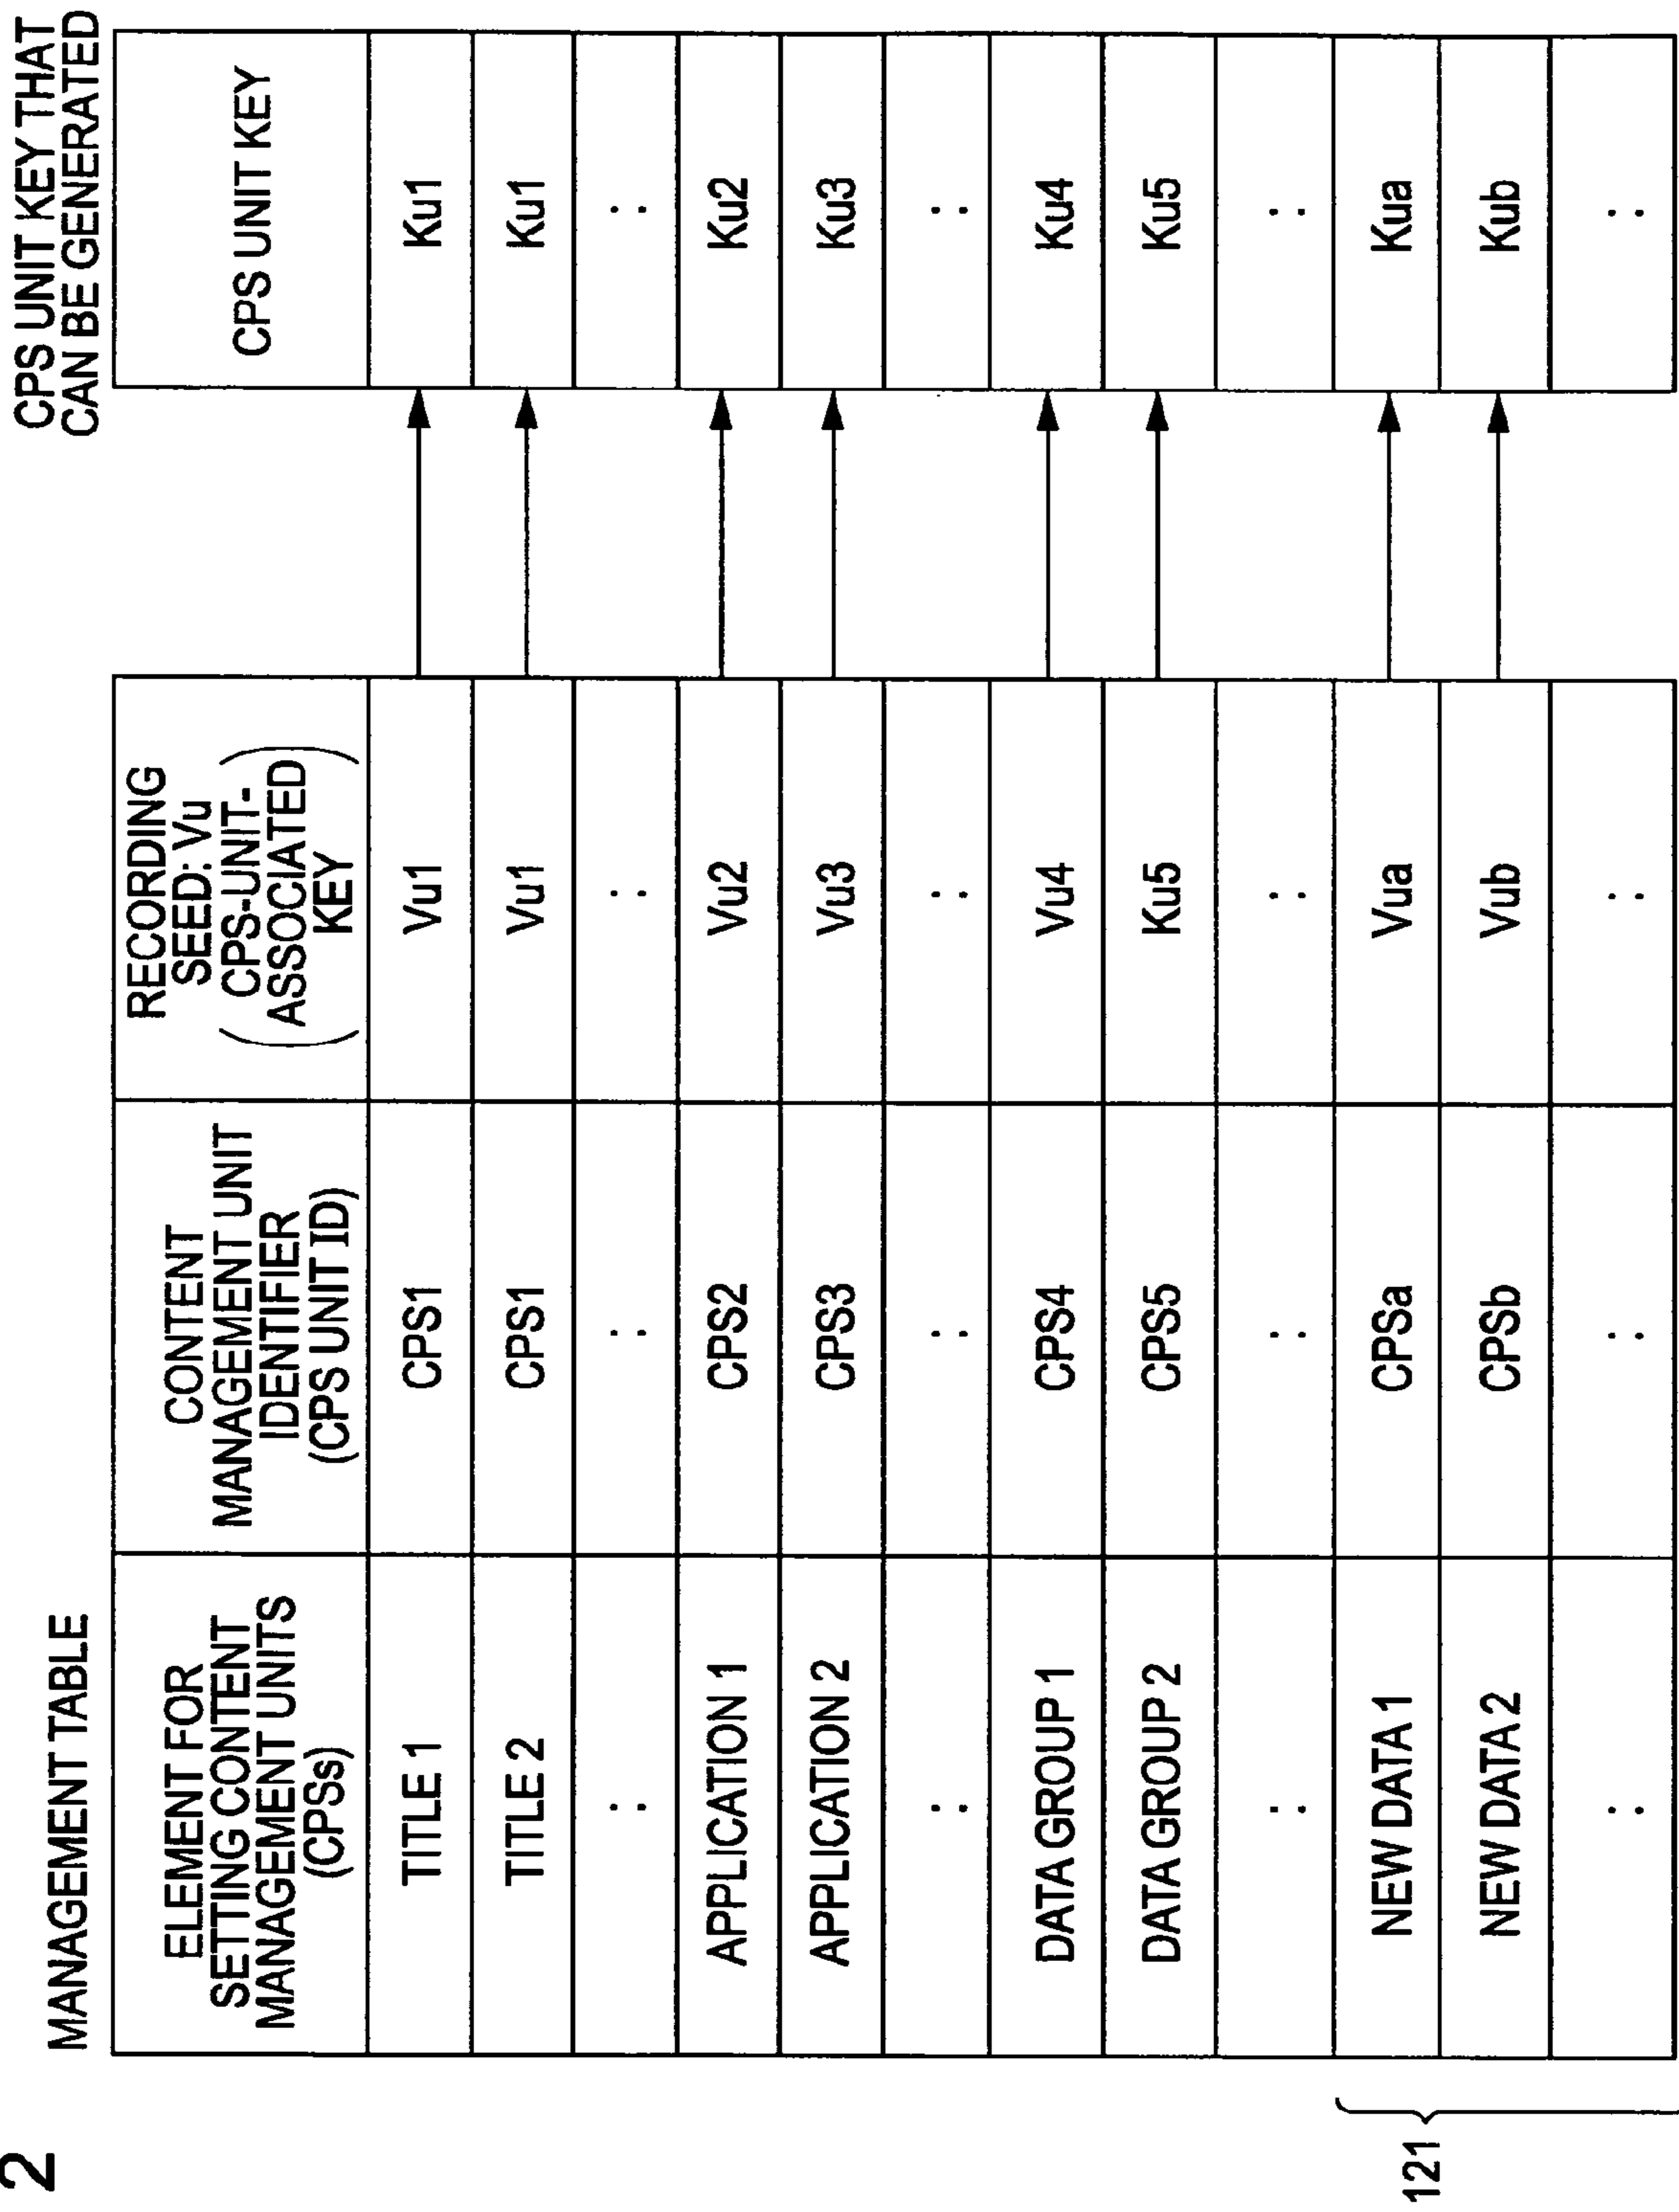 2
MANAGEMENT TABLE
CPS UNIT KEY THAT
CAN BE GENERATED
ELEMENT FOR
SETTING CONTENT
MANAGEMENT UNITS
(CPSs)
CONTENT
MANAGEMENT UNIT
IDENTIFIER
(CPS UNIT ID)
RECORDING
SEED: Vu
(CPS-UNIT-
ASSOCIATED
KEY)
CPS UNIT KEY
TITLE 1 CPS1 Vu1 Ku1
TITLE 2 CPS1 Vu1 Ku1
: : : :
APPLICATION 1 CPS2 Vu2 Ku2
APPLICATION 2 CPS3 Vu3 Ku3
: : : :
DATA GROUP 1 CPS4 Vu4 Ku4
DATA GROUP 2 CPS5 Ku5 Ku5
: : : :
121
NEW DATA 1 CPSa Vua Kua
NEW DATA 2 CPSb Vub Kub
: : : :